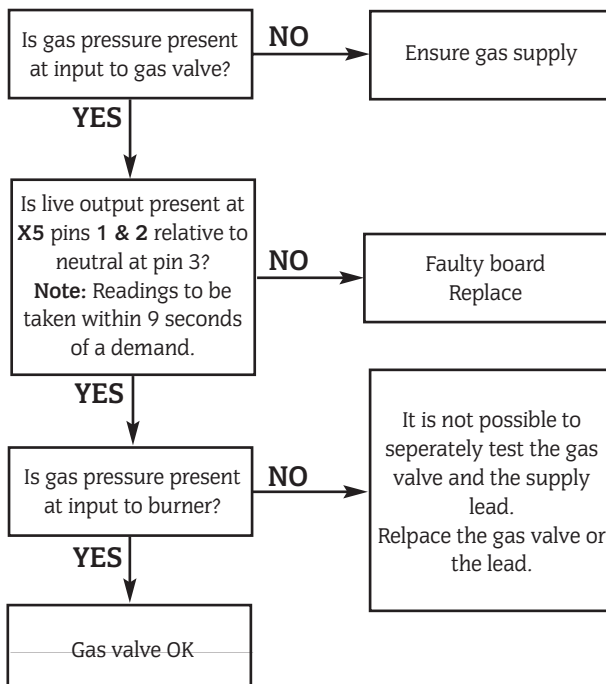 Is gas pressure present
at input to gas valve?
NO
Ensure gas supply
YES
Is live output present at
X5 pins 1 & 2 relative to
neutral at pin 3?
Note: Readings to be
taken within 9 seconds
of a demand.
NO
Faulty board
Replace
YES
Is gas pressure present
at input to burner?
NO
It is not possible to
seperately test the gas
valve and the supply
lead.
Relpace the gas valve or
the lead.
YES
Gas valve OK